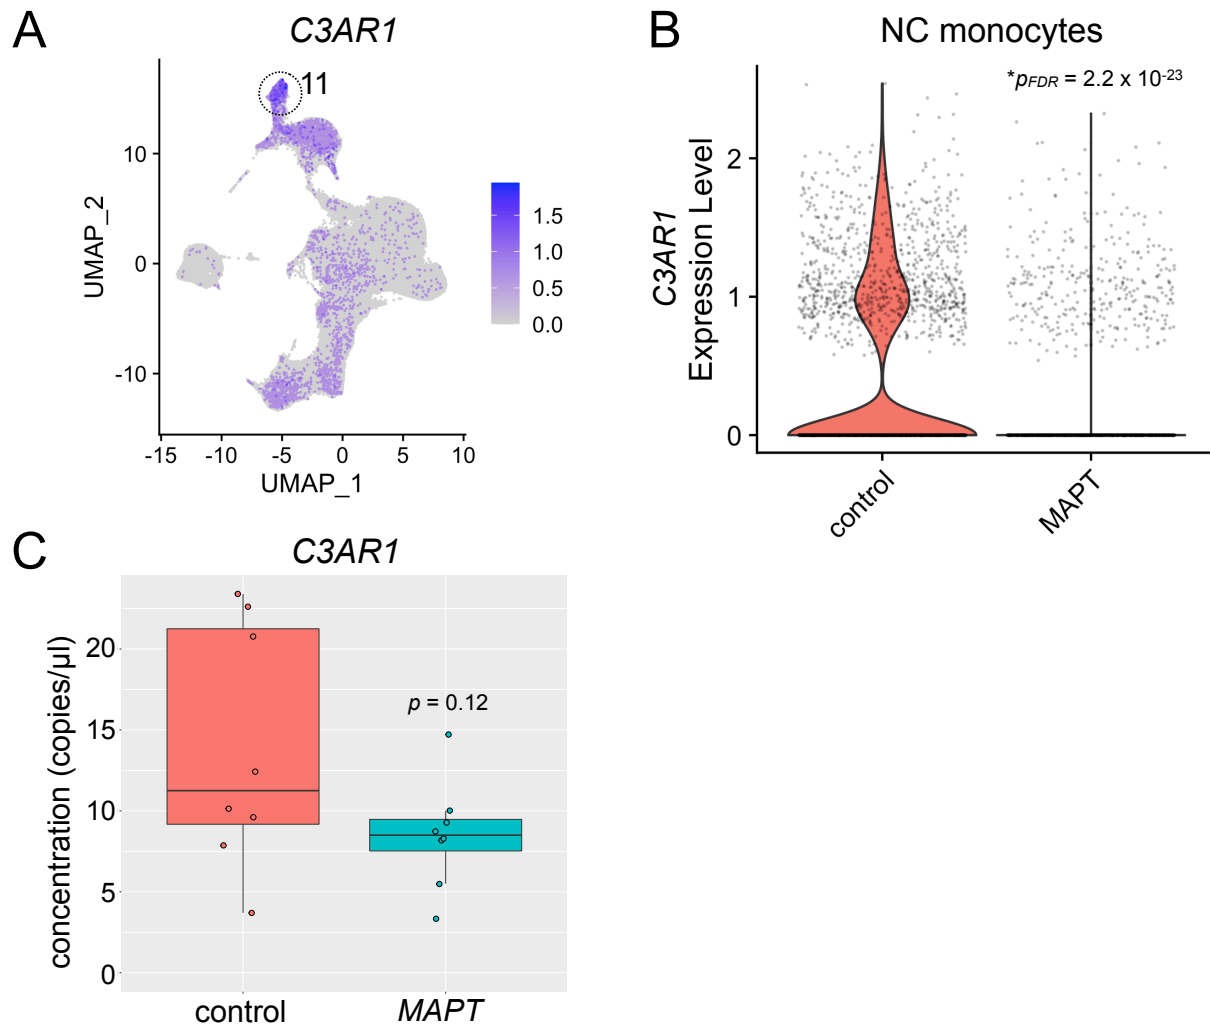 A
C3AR1
11
UMAP_2
10
0
-10
-15 -10 -5 0 5 10
UMAP_1
1.5
1.0
0.5
0.0
B
NC monocytes
*pFDR = 2.2 x 10-23
C3AR1
Expression Level
2
1
0
control
MAPT
C
C3AR1
concentration (copies/μl)
20
15
10
5
0
p = 0.12
control MAPT